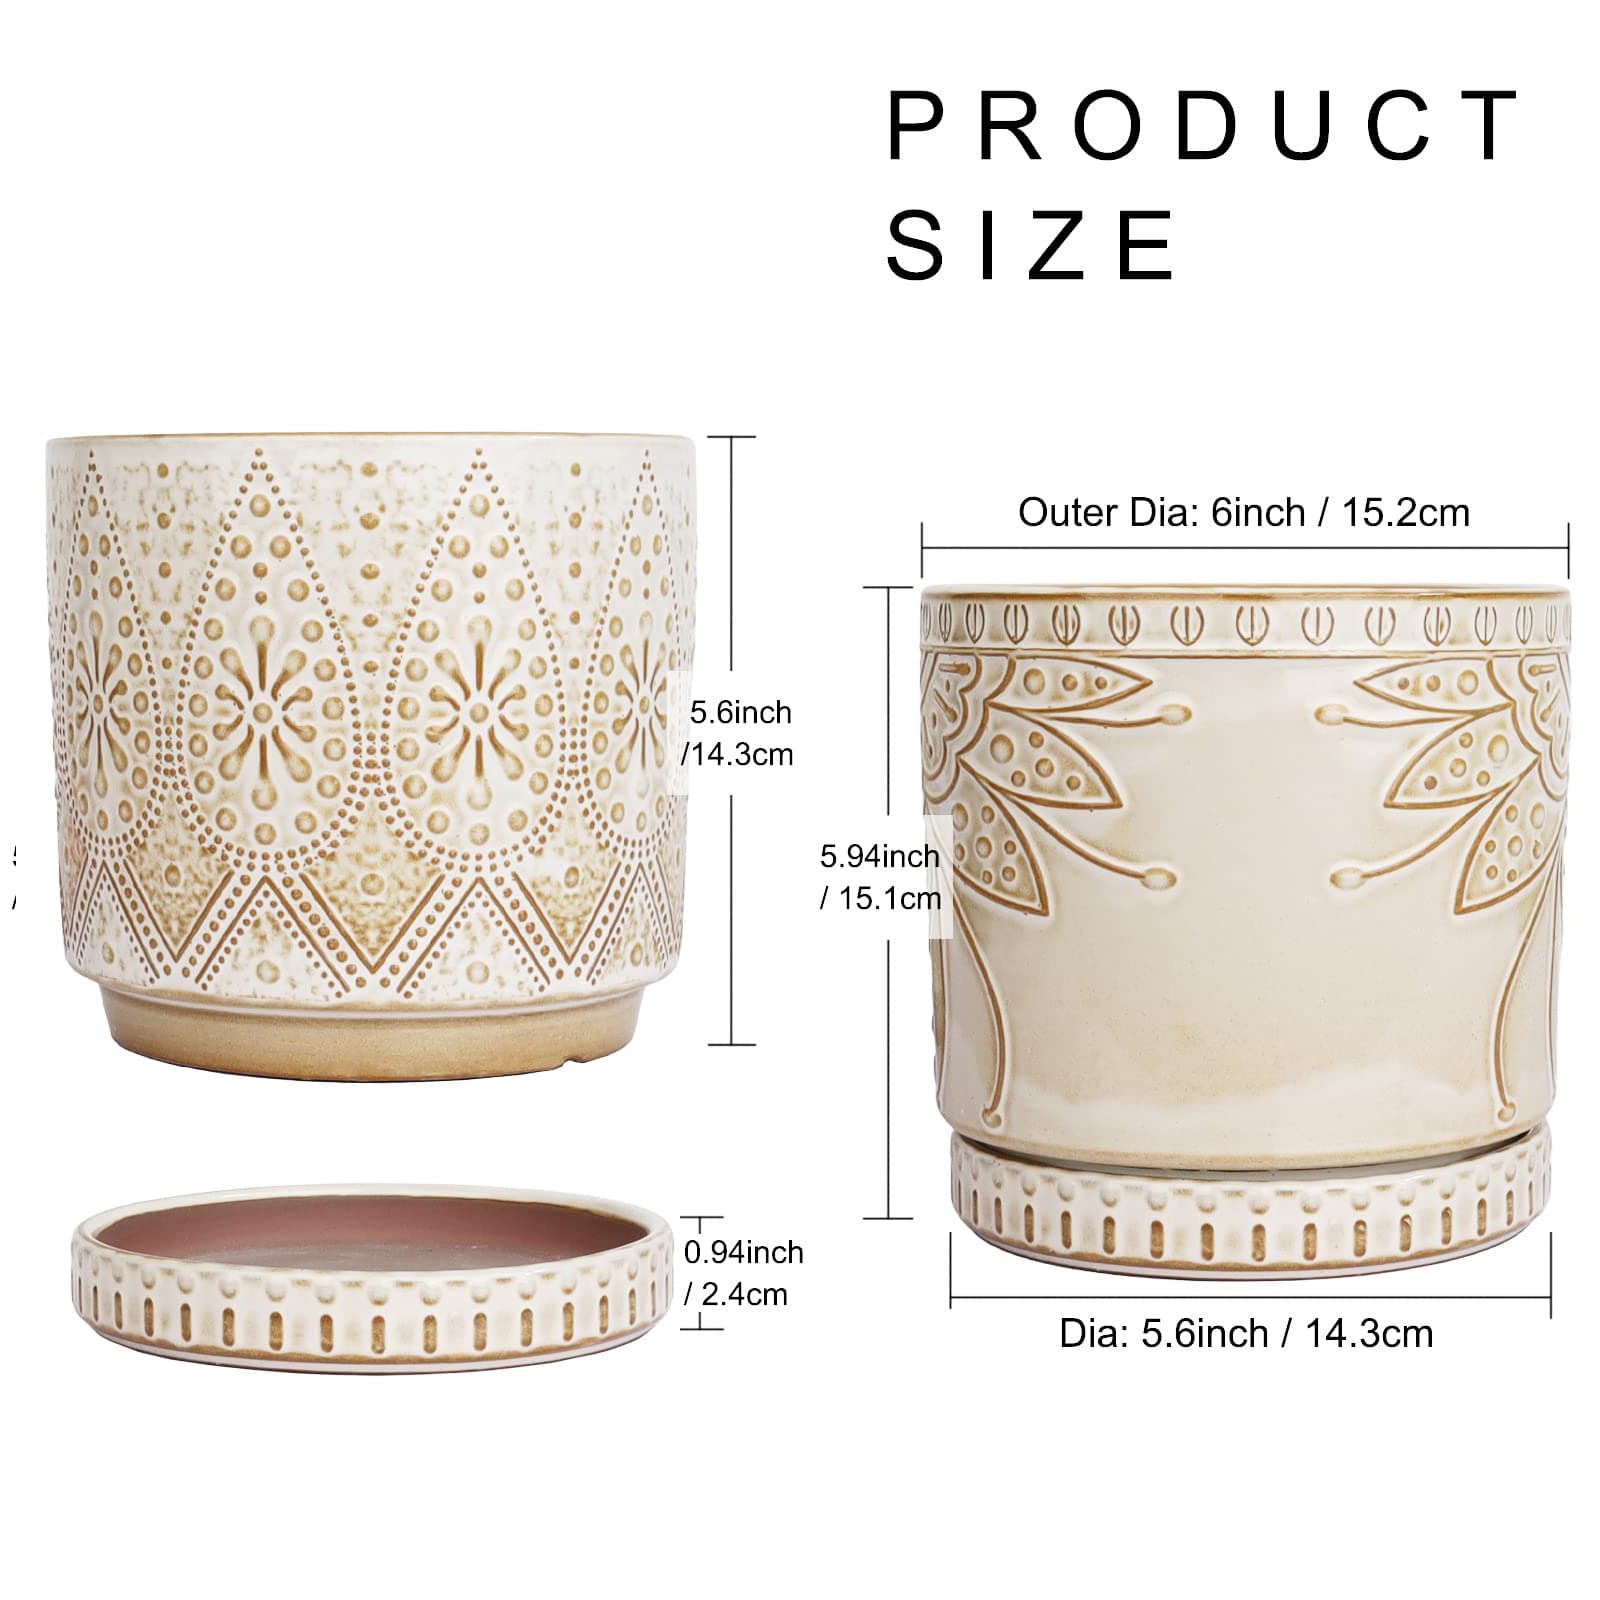 PRODUCT
SIZE
5.6inch
/14.3cm
Outer Dia: 6inch / 15.2cm
5.94inch
/ 15.1cm
0.94inch
/ 2.4cm
Dia: 5.6inch / 14.3cm